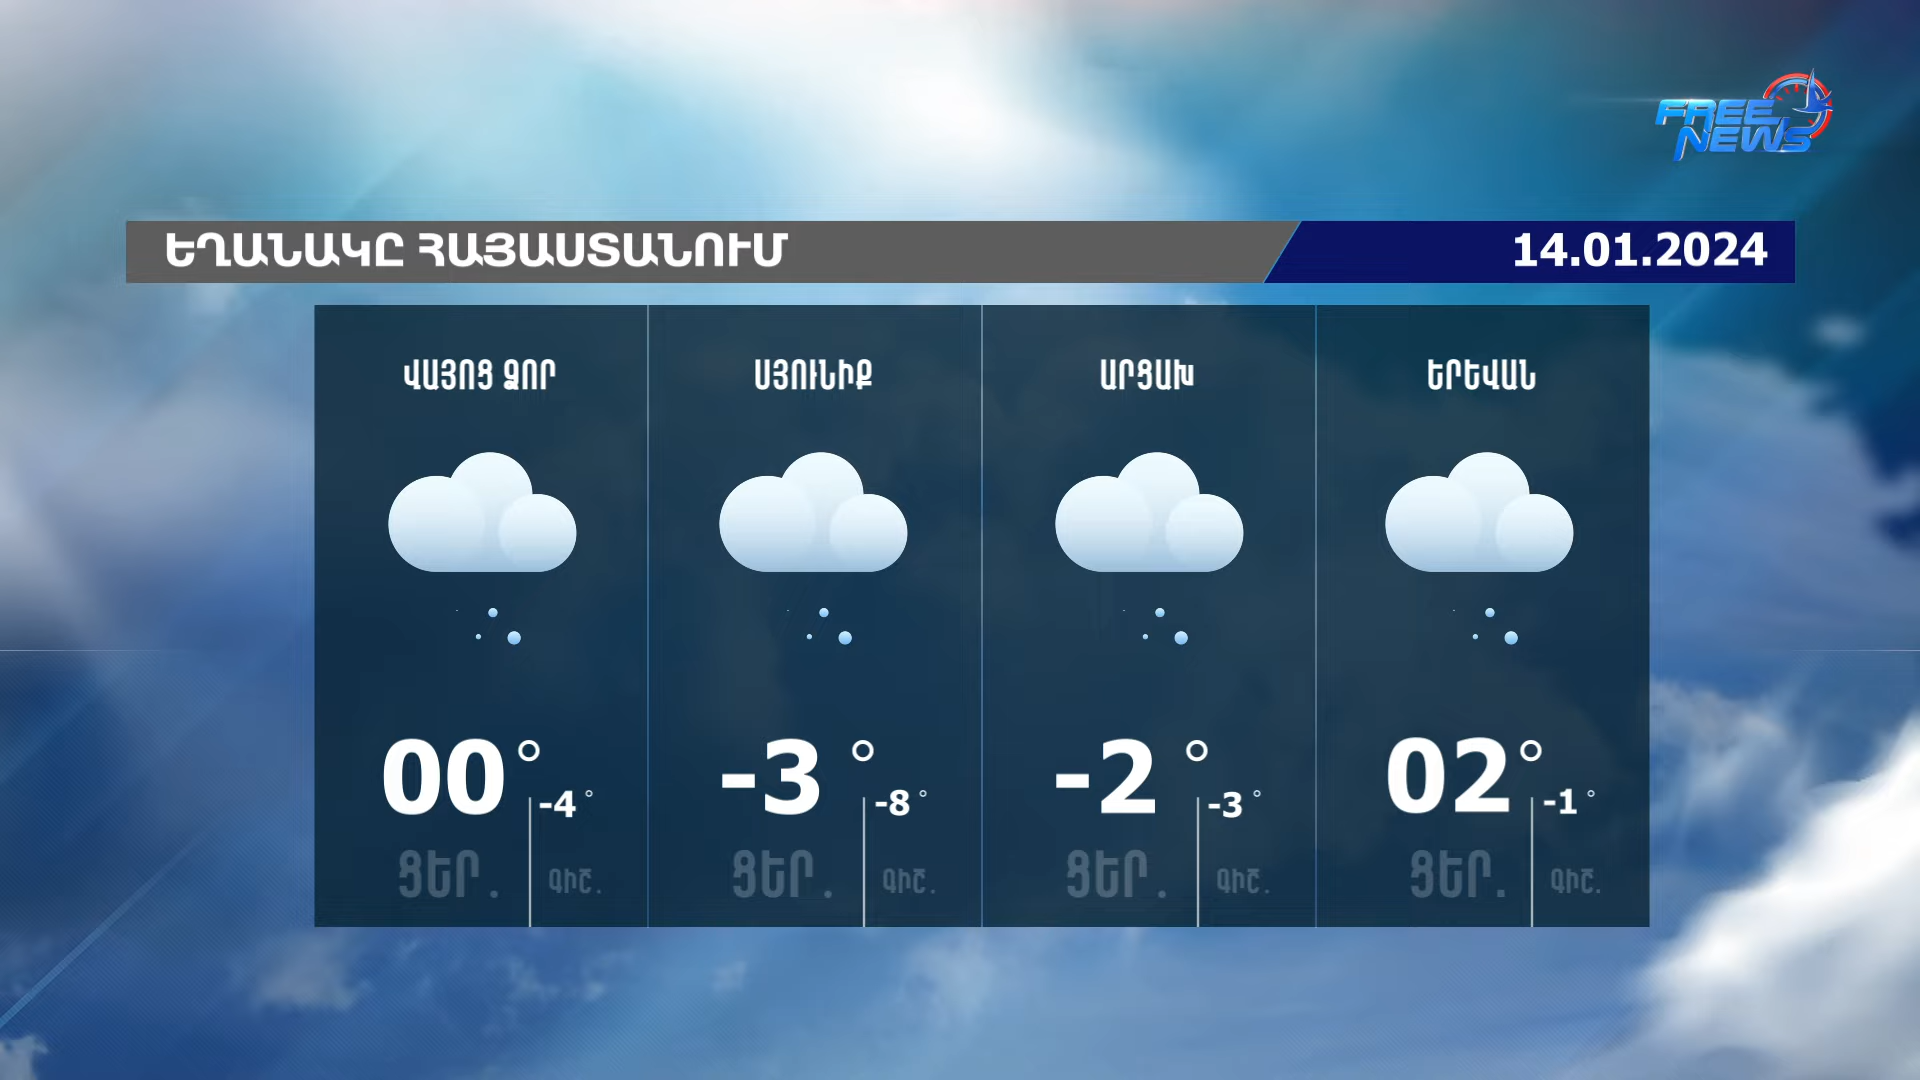 FREE
NEWS
ԵՂԱՆԱԿԸ ՀԱՅԱՍՏԱՆՈՒՄ
14.01.2024
ՎԱՅՈՑ ՁՈՐ
ՍՅՈՒՆԻՔ
ԱՐՑԱԽ
ԵՐԵՎԱՆ
00° -4°
-3° -8°
-2° -3°
02° -1°
ՑԵՐ. ԳԻՇ.
ՑԵՐ. ԳԻՇ.
ՑԵՐ. ԳԻՇ.
ՑԵՐ. ԳԻՇ.